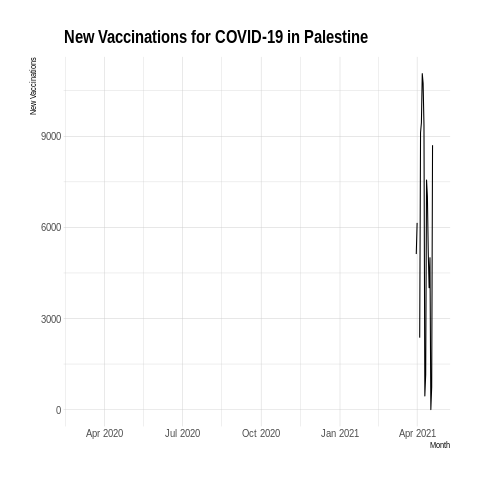 New Vaccinations for COVID-19 in Palestine
New Vaccinations
9000
6000
3000
0
Apr 2020
Jul 2020
Oct 2020
Jan 2021
Apr 2021
Month